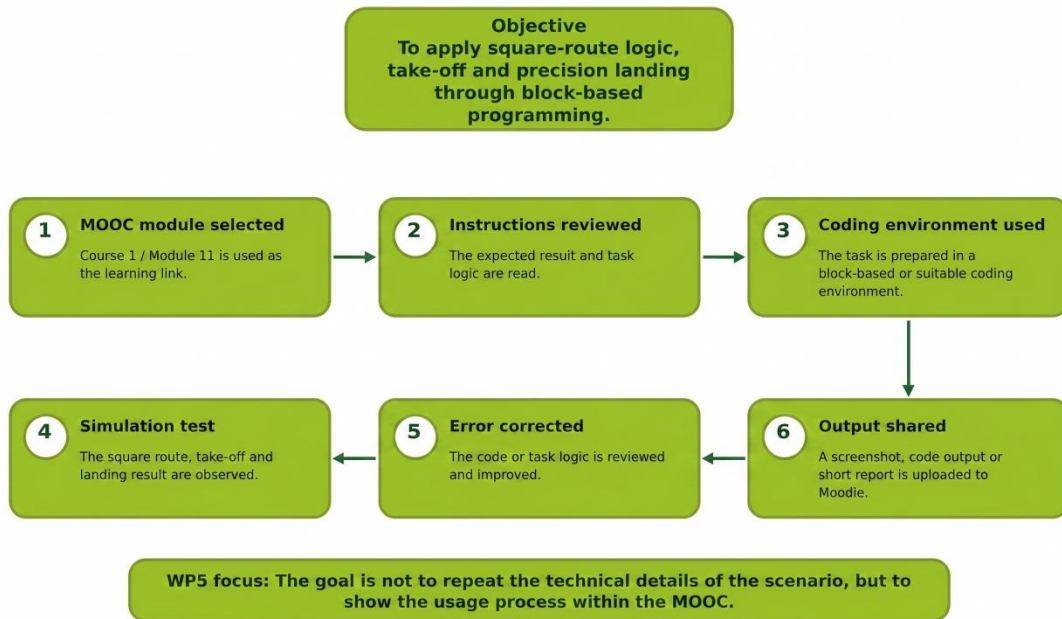 Objective
To apply square-route logic,
take-off and precision landing
through block-based
programming.
1
MOOC module selected
Course 1 / Module 11 is used as
the learning link.
2
Instructions reviewed
The expected result and task
logic are read.
3
Coding environment used
The task is prepared in a
block-based or suitable coding
environment.
4
Simulation test
The square route, take-off and
landing result are observed.
5
Error corrected
The code or task logic is reviewed
and improved.
6
Output shared
A screenshot, code output or
short report is uploaded to
Moodie.
WP5 focus: The goal is not to repeat the technical details of the scenario, but to
show the usage process within the MOOC.